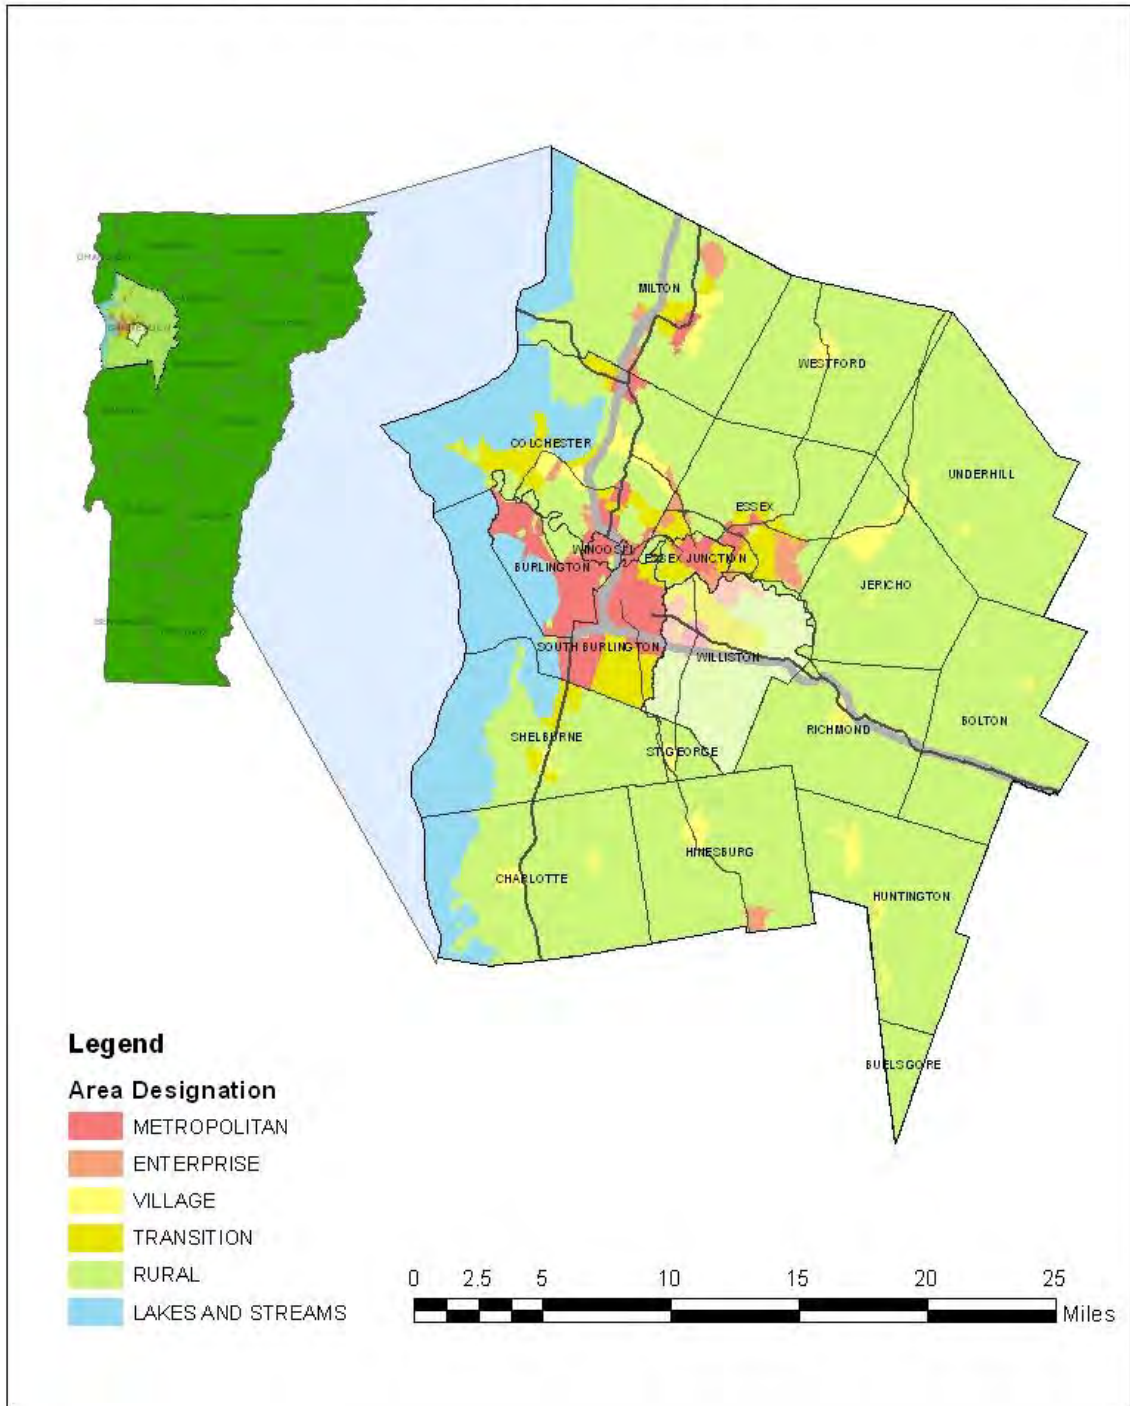 MILTON
WESTFORD
COLCHESTER
UNDERHILL
ESSEX
WINOOSKI
ESSEX JUNCTION
BURLINGTON
JERICHO
SOUTH BURLINGTON
WILLISTON
BOLTON
RICHMOND
SHELBURNE
ST.GEORGE
HINESBURG
CHARLOTTE
HUNTINGTON
BUELSGORE
Legend
Area Designation
METROPOLITAN
ENTERPRISE
VILLAGE
TRANSITION
RURAL
LAKES AND STREAMS
0 2.5 5 10 15 20 25
Miles